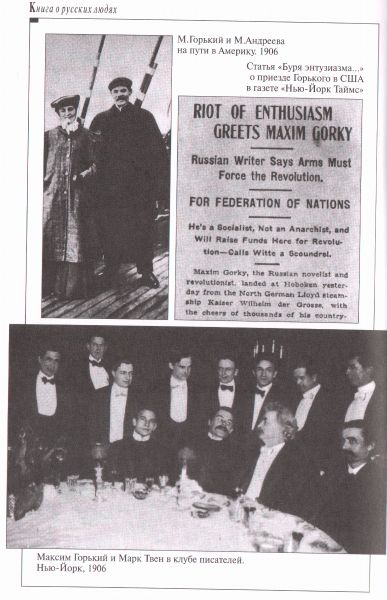 Книга о русских людях
М.Горький и М.Андреева
на пути в Америку. 1906
Статья «Буря энтузиазма...»
о приезде Горького в США
в газете «Нью-Йорк Таймс»
RIOT OF ENTHUSIASM
GREETS MAXIM GORKY
Russian Writer Says Arms Must
Force the Revolution.
FOR FEDERATION OF NATIONS
He's a Socialist, Not an Anarchist, and
Will Raise Funds Here for Revolu-
tion—Calls Witte a Scoundrel.
Maxim Gorky, the Russian novelist and
revolutionist, landed at Hoboken yester-
day from the North German Lloyd steam-
ship Kaiser Wilhelm der Grosse, with
the cheers of thousands of his country-
Максим Горький и Марк Твен в клубе писателей.
Нью-Йорк, 1906